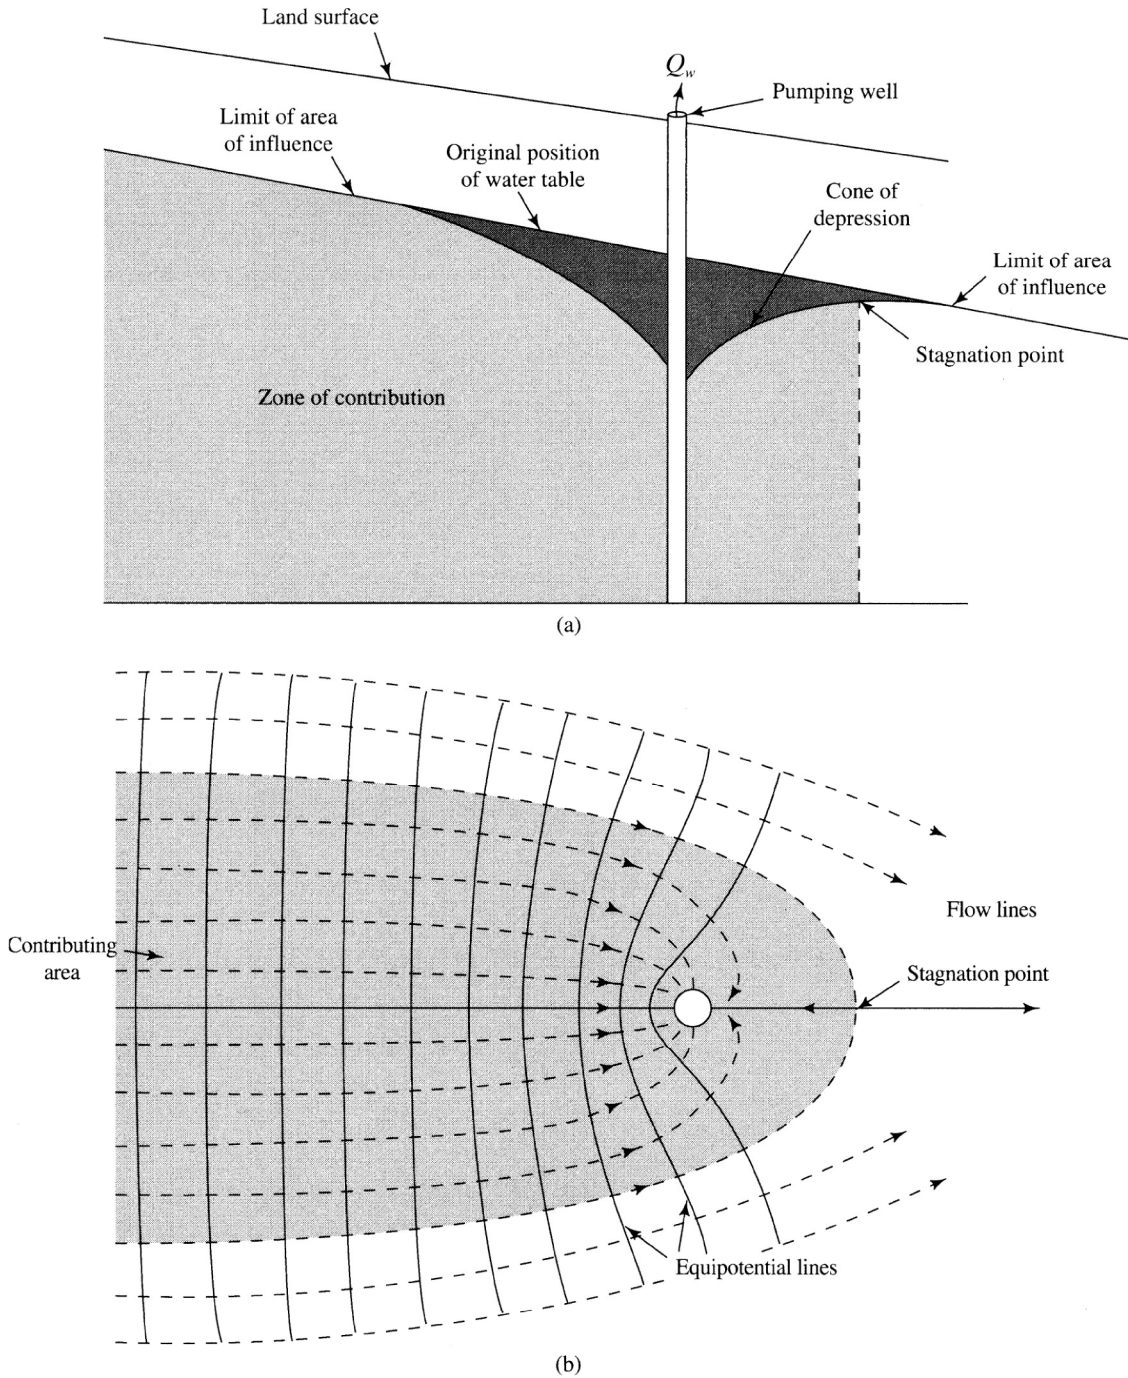 Land surface
Q_w
Pumping well
Limit of area
of influence
Original position
of water table
Cone of
depression
Limit of area
of influence
Stagnation point
Zone of contribution
(a)
Flow lines
Contributing
area
Stagnation point
Equipotential lines
(b)